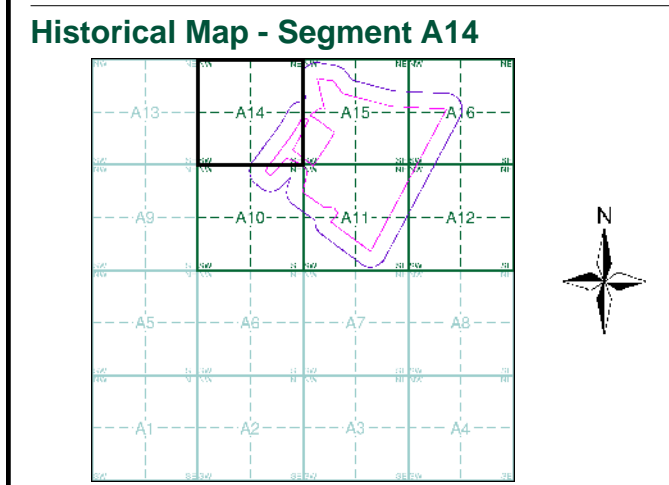 Historical Map - Segment A14
A13 A14 A15 A16
N
A9 A10 A11 A12
A5 A6 A7 A8
A1 A2 A3 A4